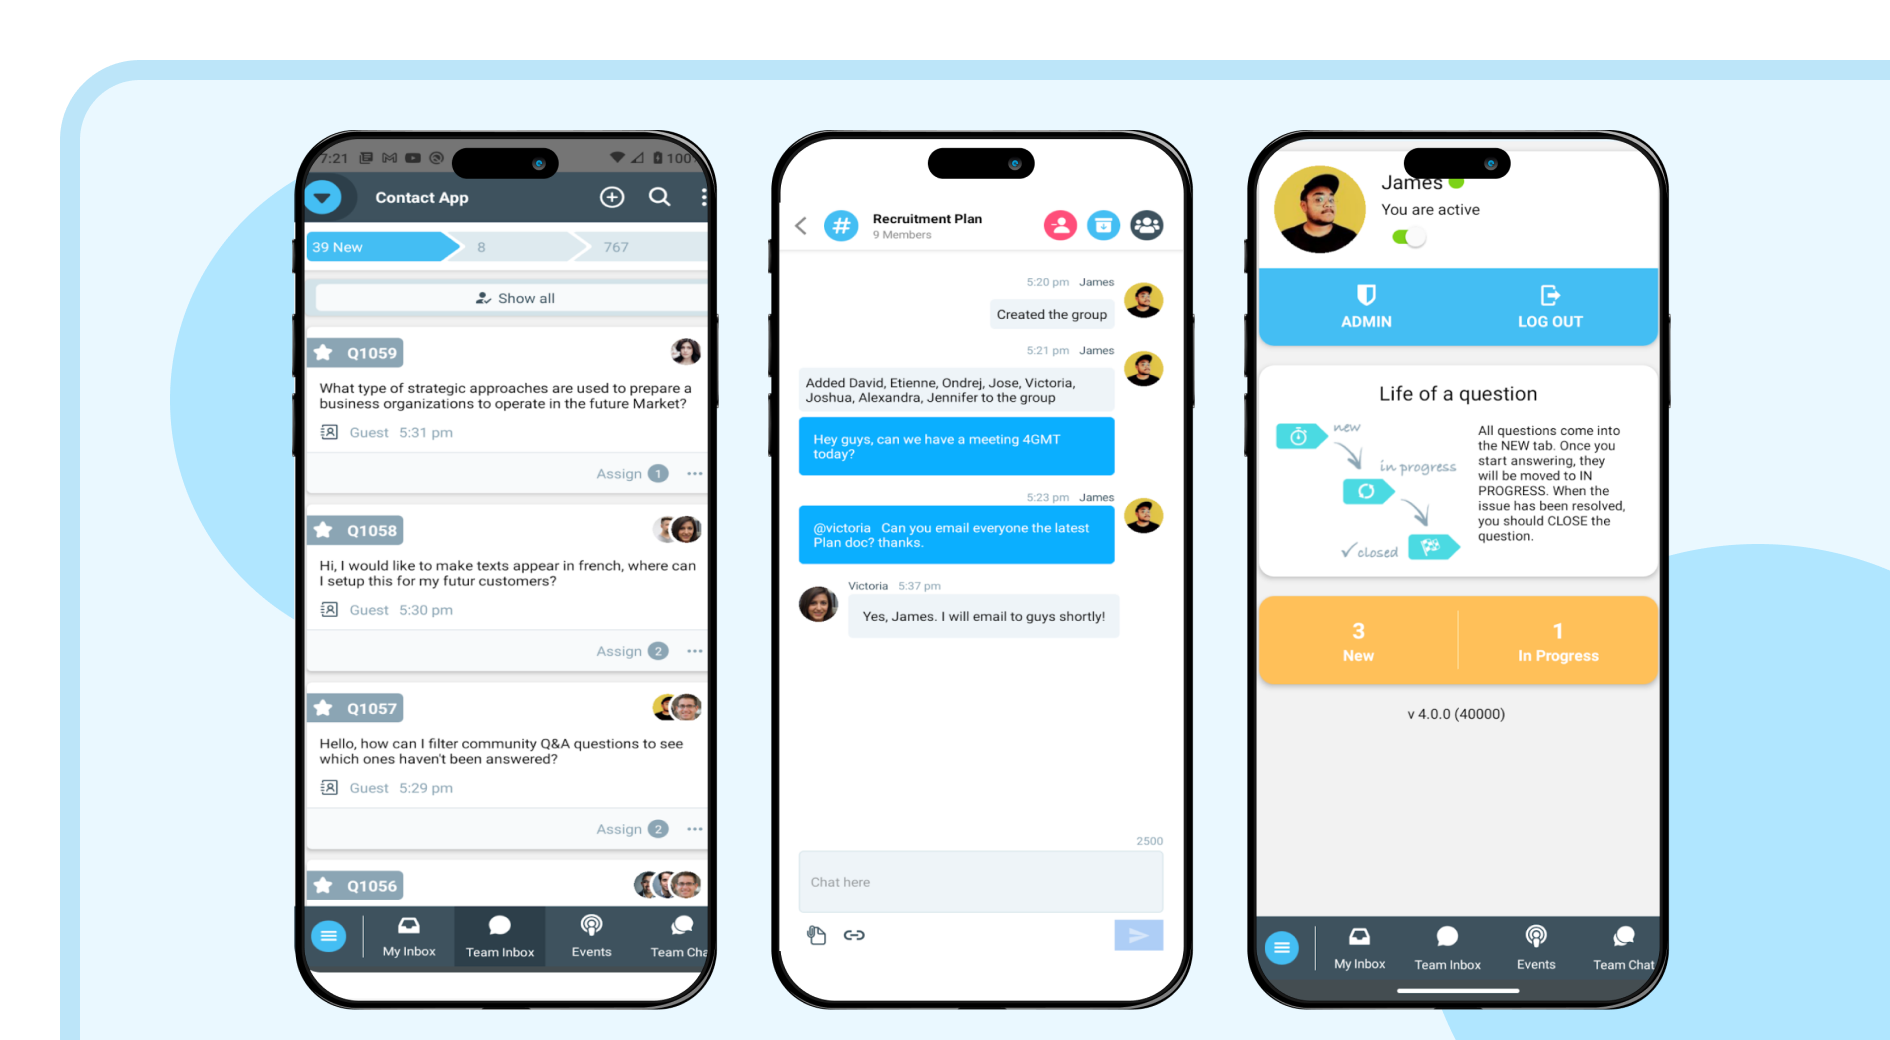 7:21
100
Contact App
39 New
8
767
Show all
Q1059
What type of strategic approaches are used to prepare a
business organizations to operate in the future Market?
Guest 5:31 pm
Assign 1
Q1058
Hi, I would like to make texts appear in french, where can
I setup this for my futur customers?
Guest 5:30 pm
Assign 2
Q1057
Hello, how can I filter community Q&A questions to see
which ones haven't been answered?
Guest 5:29 pm
Assign 2
Q1056
My Inbox
Team Inbox
Events
Team Cha
Recruitment Plan
9 Members
5:20 pm James
Created the group
5:21 pm James
Added David, Etienne, Ondrej, Jose, Victoria,
Joshua, Alexandra, Jennifer to the group
Hey guys, can we have a meeting 4GMT
today?
5:23 pm James
@victoria Can you email everyone the latest
Plan doc? thanks.
Victoria 5:37 pm
Yes, James. I will email to guys shortly!
2500
Chat here
James
You are active
ADMIN
LOG OUT
Life of a question
new
in progress
closed
All questions come into
the NEW tab. Once you
start answering, they
will be moved to IN
PROGRESS. When the
issue has been resolved,
you should CLOSE the
question.
3
New
1
In Progress
v 4.0.0 (40000)
My Inbox
Team Inbox
Events
Team Chat